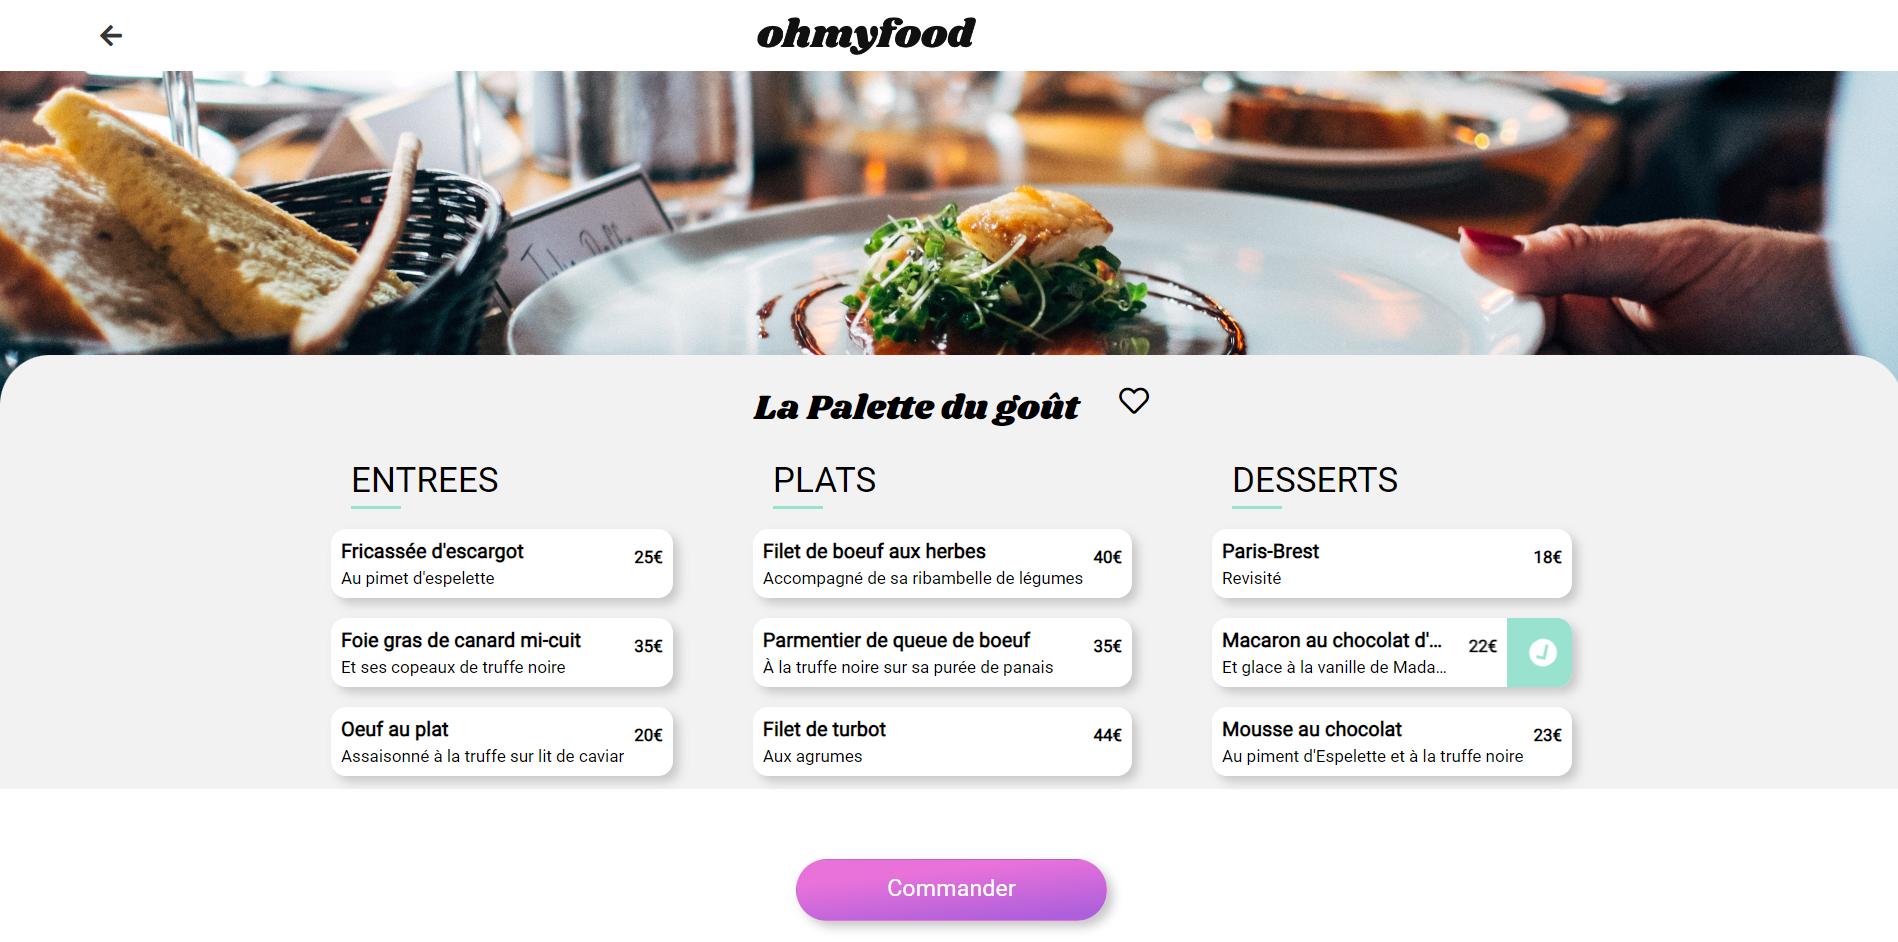 ohmyfood
La Palette du goût
ENTREES
Fricassée d'escargot
25€
Au pimet d'espelette
Foie gras de canard mi-cuit
35€
Et ses copeaux de truffe noire
Oeuf au plat
20€
Assaisonné à la truffe sur lit de caviar
PLATS
Filet de boeuf aux herbes
40€
Accompagné de sa ribambelle de légumes
Parmentier de queue de boeuf
35€
À la truffe noire sur sa purée de panais
Filet de turbot
44€
Aux agrumes
DESSERTS
Paris-Brest
18€
Revisité
Macaron au chocolat d'...
22€
Et glace à la vanille de Mada...
Mousse au chocolat
23€
Au piment d'Espelette et à la truffe noire
Commander